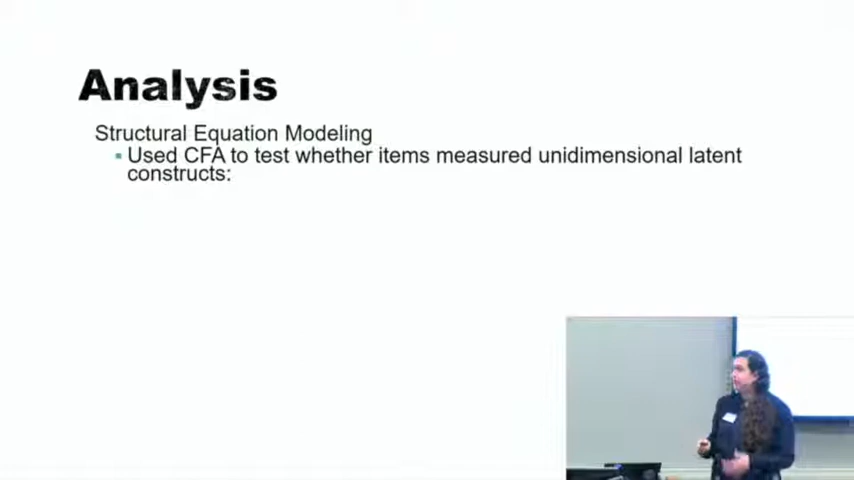 Analysis
Structural Equation Modeling
▪ Used CFA to test whether items measured unidimensional latent
constructs: